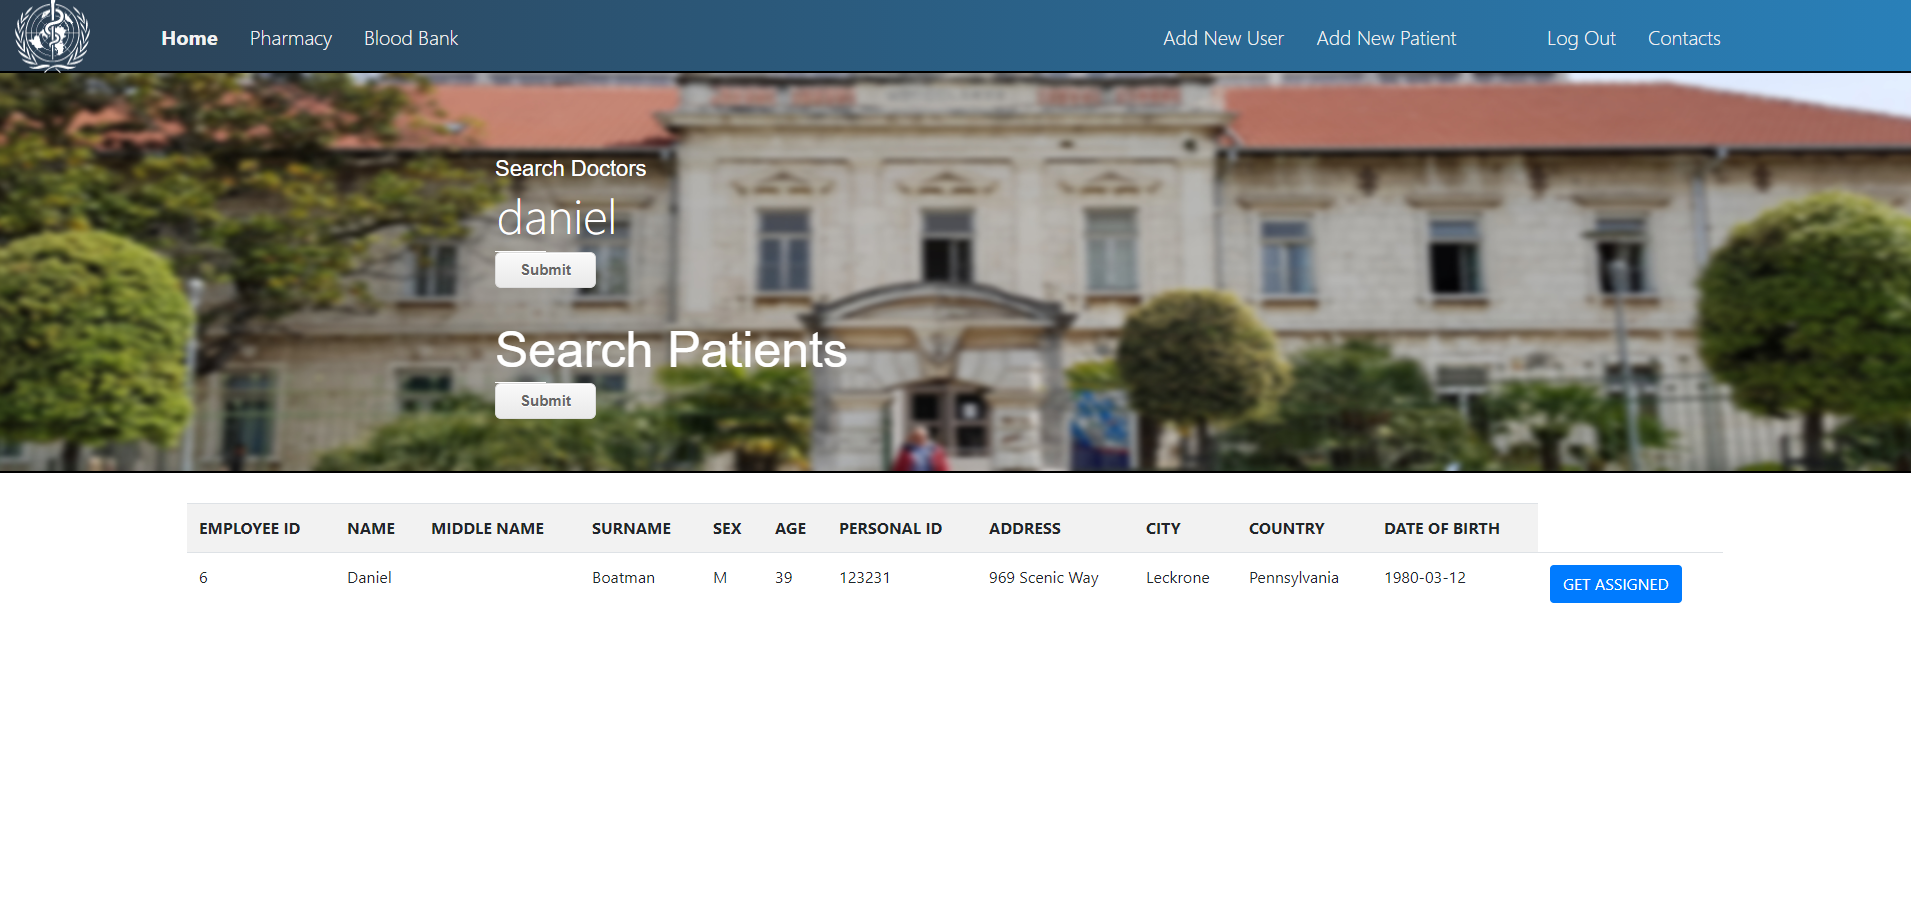 Home Pharmacy Blood Bank Add New User Add New Patient Log Out Contacts
Search Doctors
daniel
Submit
Search Patients
Submit
EMPLOYEE ID NAME MIDDLE NAME SURNAME SEX AGE PERSONAL ID ADDRESS CITY COUNTRY DATE OF BIRTH
6 Daniel Boatman M 39 123231 969 Scenic Way Leckrone Pennsylvania 1980-03-12 GET ASSIGNED